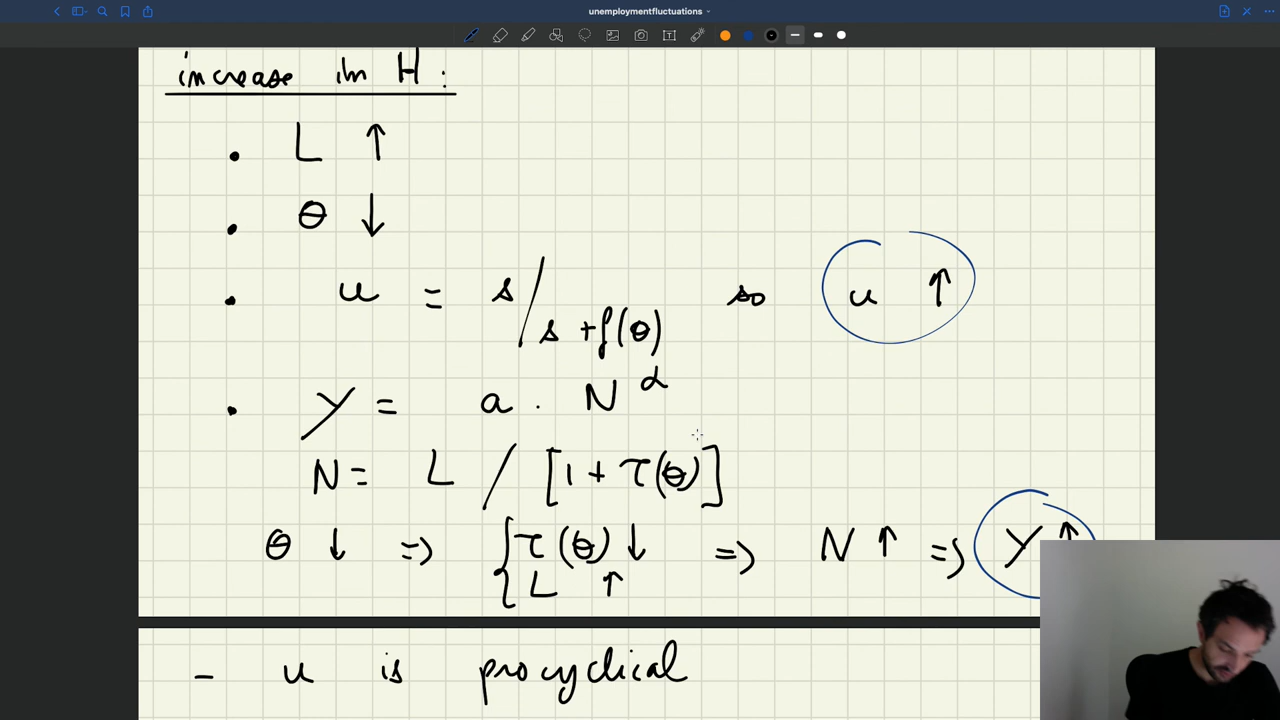 unemploymentfluctuations
increase in H :
• L ↑
• θ ↓
• u = s / s + f(θ) so u ↑
• Y = a . N^α
N = L / [1 + τ(θ)]
θ ↓ => { τ(θ) ↓ => N ↑ => Y ↑
L ↑
- u is procyclical